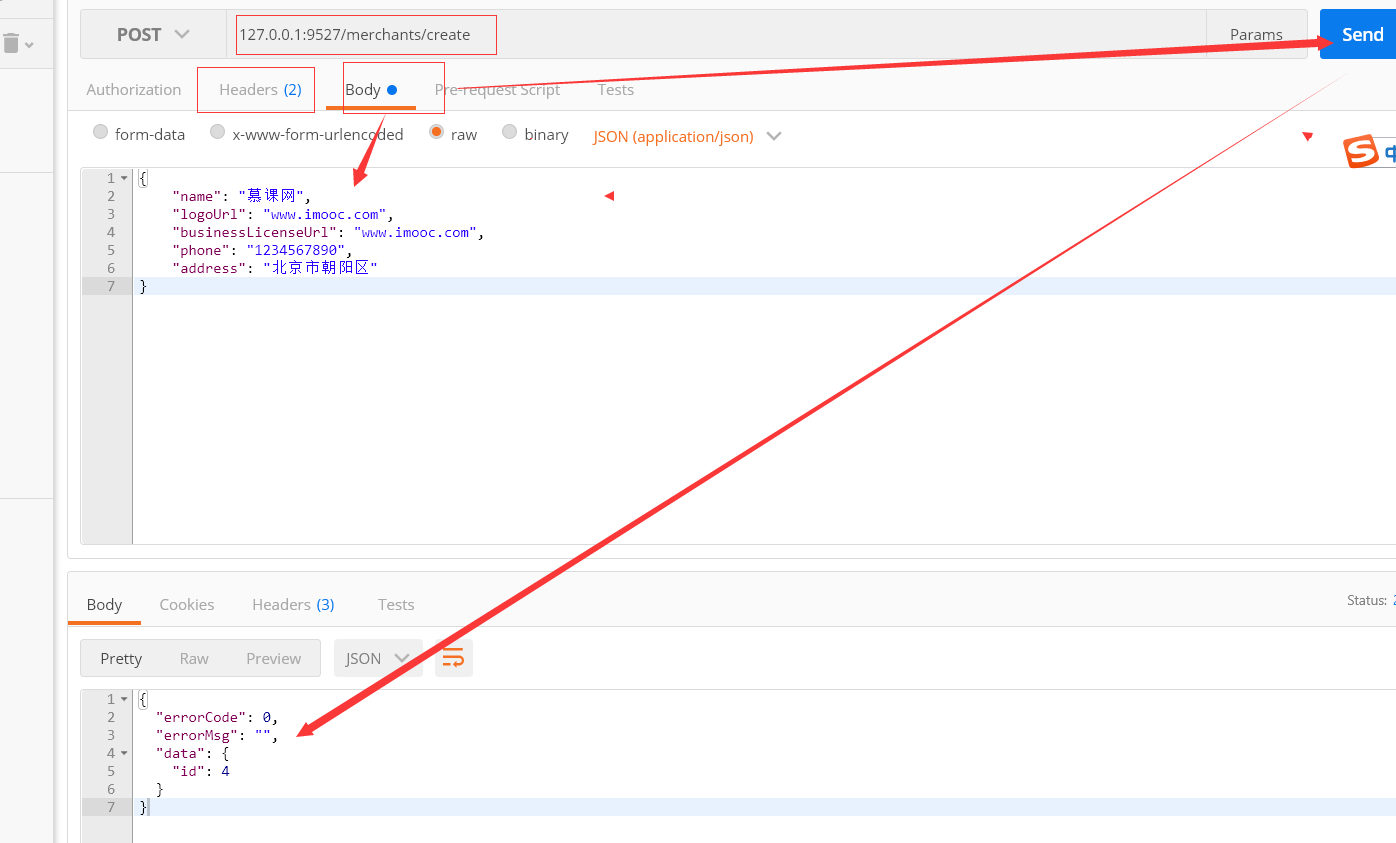 POST 127.0.0.1:9527/merchants/create Params Send
Authorization Headers (2) Body Pre-request Script Tests
form-data x-www-form-urlencoded raw binary JSON (application/json)
1 {
2 "name": "慕课网",
3 "logoUrl": "www.imooc.com",
4 "businessLicenseUrl": "www.imooc.com",
5 "phone": "1234567890",
6 "address": "北京市朝阳区"
7 }
Body Cookies Headers (3) Tests Status:
Pretty Raw Preview JSON
1 {
2 "errorCode": 0,
3 "errorMsg": "",
4 "data": {
5 "id": 4
6 }
7 }